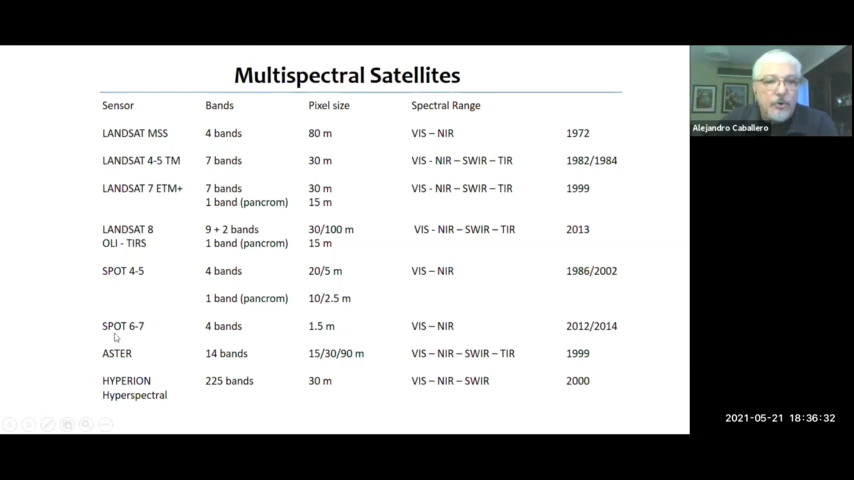 Multispectral Satellites
Sensor Bands Pixel size Spectral Range
LANDSAT MSS 4 bands 80 m VIS – NIR 1972
LANDSAT 4-5 TM 7 bands 30 m VIS - NIR – SWIR – TIR 1982/1984
LANDSAT 7 ETM+ 7 bands 30 m VIS - NIR – SWIR – TIR 1999
1 band (pancrom) 15 m
LANDSAT 8 9 + 2 bands 30/100 m VIS - NIR – SWIR – TIR 2013
OLI - TIRS 1 band (pancrom) 15 m
SPOT 4-5 4 bands 20/5 m VIS – NIR 1986/2002
1 band (pancrom) 10/2.5 m
SPOT 6-7 4 bands 1.5 m VIS – NIR 2012/2014
ASTER 14 bands 15/30/90 m VIS – NIR – SWIR – TIR 1999
HYPERION 225 bands 30 m VIS – NIR – SWIR 2000
Hyperspectral
Alejandro Caballero
2021-05-21 18:36:32